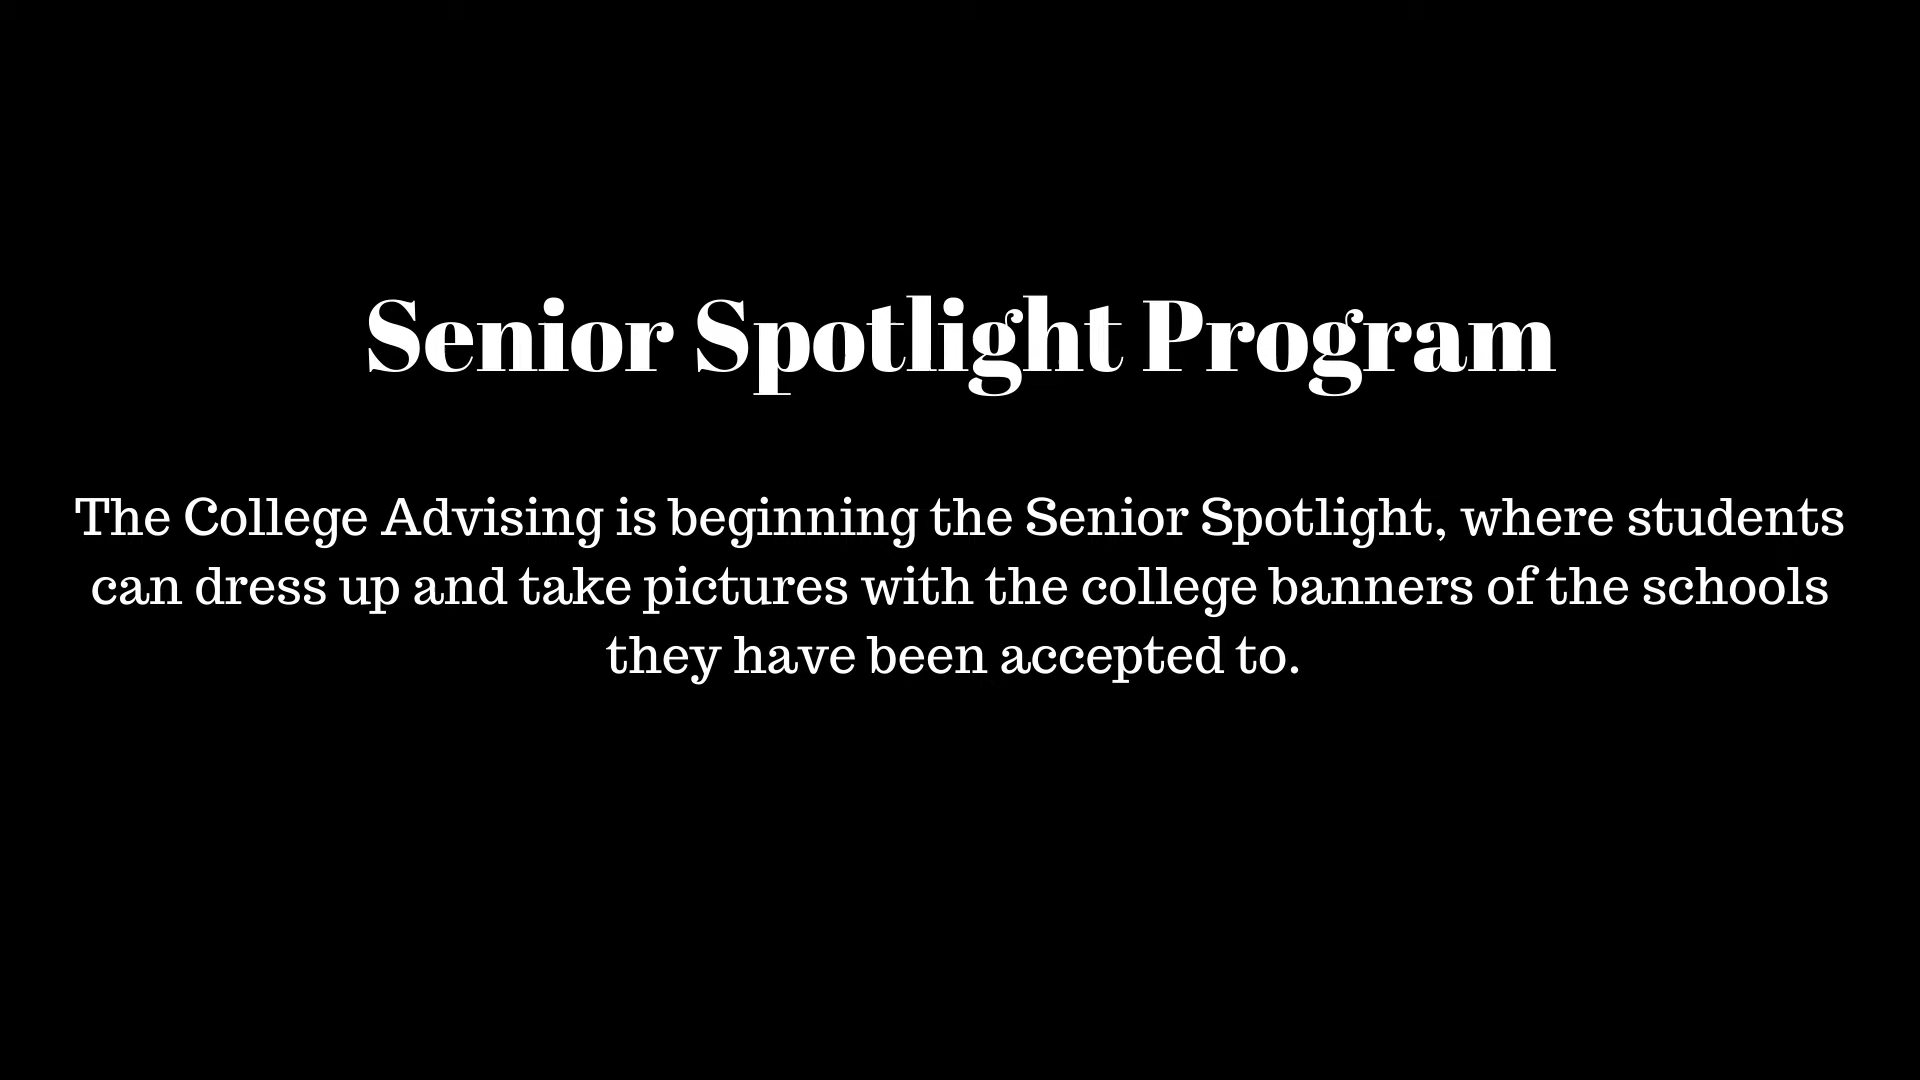 Senior Spotlight Program
The College Advising is beginning the Senior Spotlight, where students
can dress up and take pictures with the college banners of the schools
they have been accepted to.